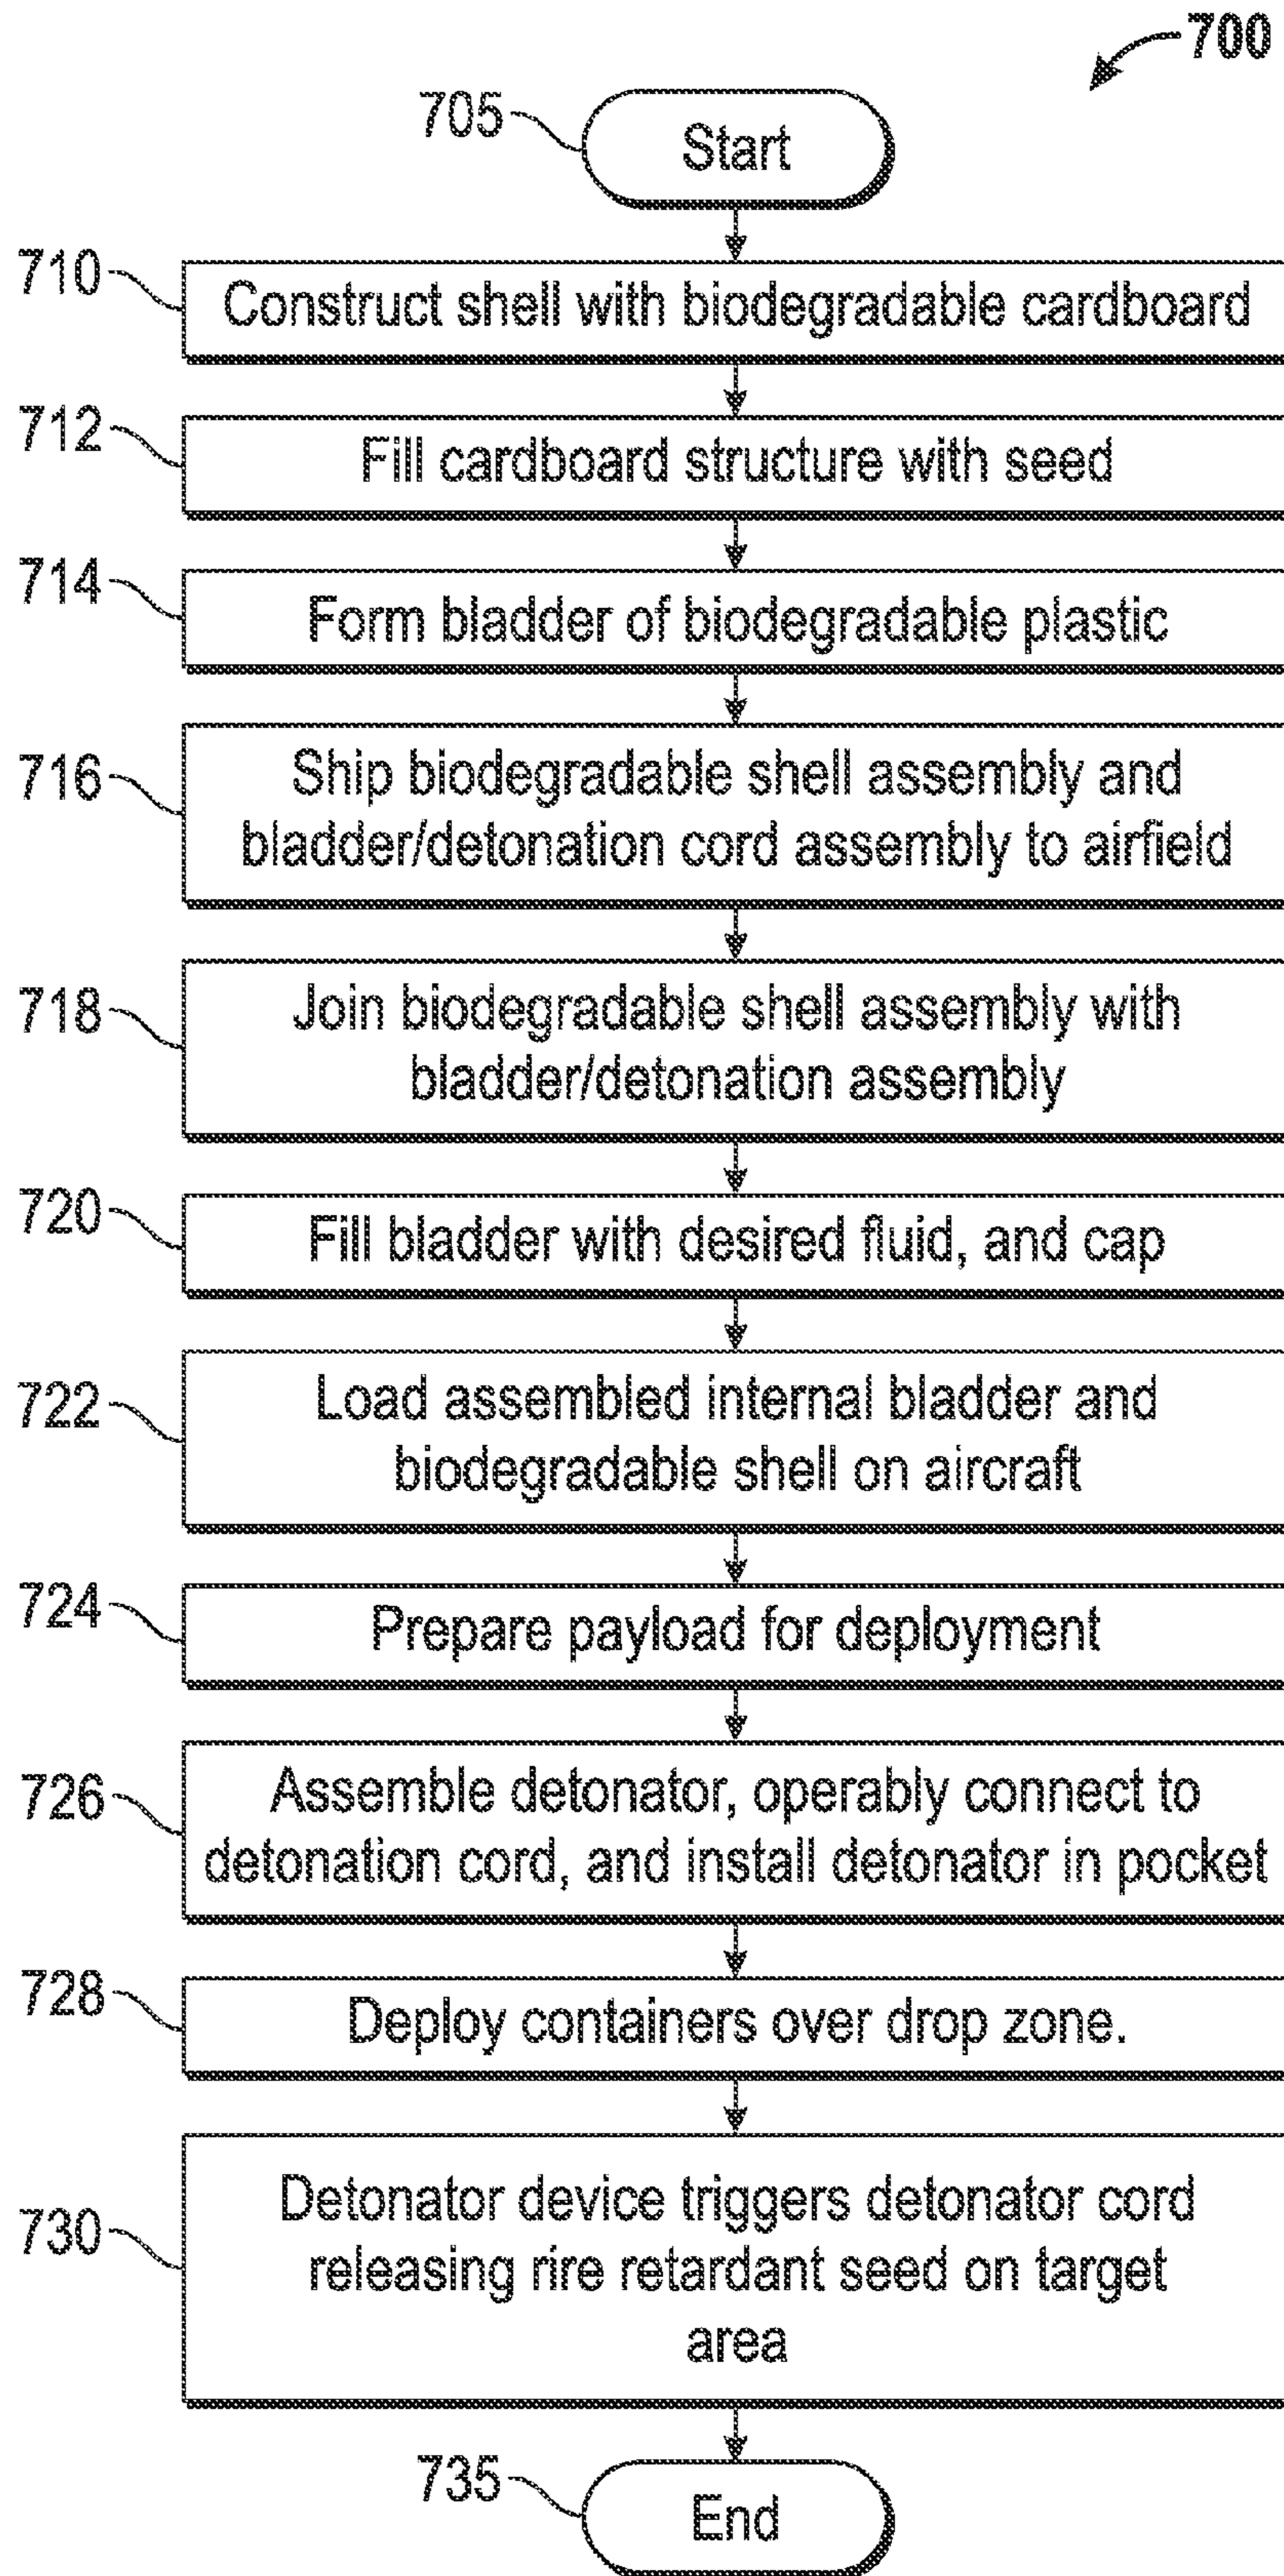 700
705
Start
710
Construct shell with biodegradable cardboard
712
Fill cardboard structure with seed
714
Form bladder of biodegradable plastic
716
Ship biodegradable shell assembly and
bladder/detonation cord assembly to airfield
718
Join biodegradable shell assembly with
bladder/detonation assembly
720
Fill bladder with desired fluid, and cap
722
Load assembled internal bladder and
biodegradable shell on aircraft
724
Prepare payload for deployment
726
Assemble detonator, operably connect to
detonation cord, and install detonator in pocket
728
Deploy containers over drop zone.
730
Detonator device triggers detonator cord
releasing rire retardant seed on target
area
735
End